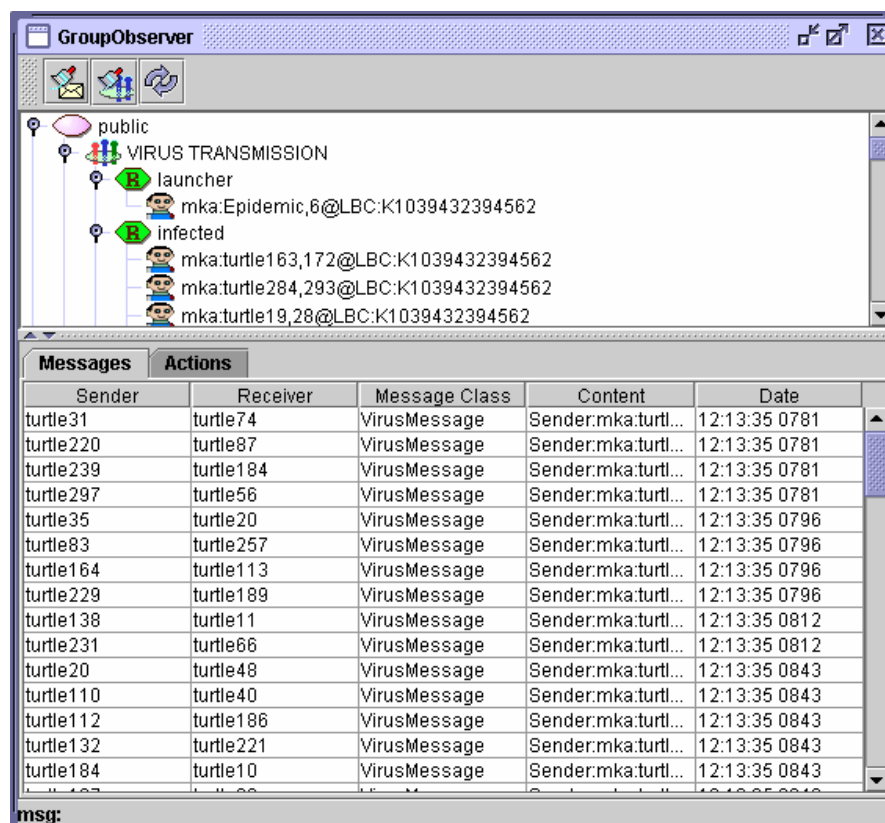 GroupObserver
public
VIRUS TRANSMISSION
R launcher
mka:Epidemic,6@LBC:K1039432394562
R infected
mka:turtle163,172@LBC:K1039432394562
mka:turtle284,293@LBC:K1039432394562
mka:turtle19,28@LBC:K1039432394562
Messages Actions
Sender Receiver Message Class Content Date
turtle31 turtle74 VirusMessage Sender:mka:turtl... 12:13:35 0781
turtle220 turtle87 VirusMessage Sender:mka:turtl... 12:13:35 0781
turtle239 turtle184 VirusMessage Sender:mka:turtl... 12:13:35 0781
turtle297 turtle56 VirusMessage Sender:mka:turtl... 12:13:35 0781
turtle35 turtle20 VirusMessage Sender:mka:turtl... 12:13:35 0796
turtle83 turtle257 VirusMessage Sender:mka:turtl... 12:13:35 0796
turtle164 turtle113 VirusMessage Sender:mka:turtl... 12:13:35 0796
turtle229 turtle189 VirusMessage Sender:mka:turtl... 12:13:35 0796
turtle138 turtle11 VirusMessage Sender:mka:turtl... 12:13:35 0812
turtle231 turtle66 VirusMessage Sender:mka:turtl... 12:13:35 0812
turtle20 turtle48 VirusMessage Sender:mka:turtl... 12:13:35 0843
turtle110 turtle40 VirusMessage Sender:mka:turtl... 12:13:35 0843
turtle112 turtle186 VirusMessage Sender:mka:turtl... 12:13:35 0843
turtle132 turtle221 VirusMessage Sender:mka:turtl... 12:13:35 0843
turtle184 turtle10 VirusMessage Sender:mka:turtl... 12:13:35 0843
msg: